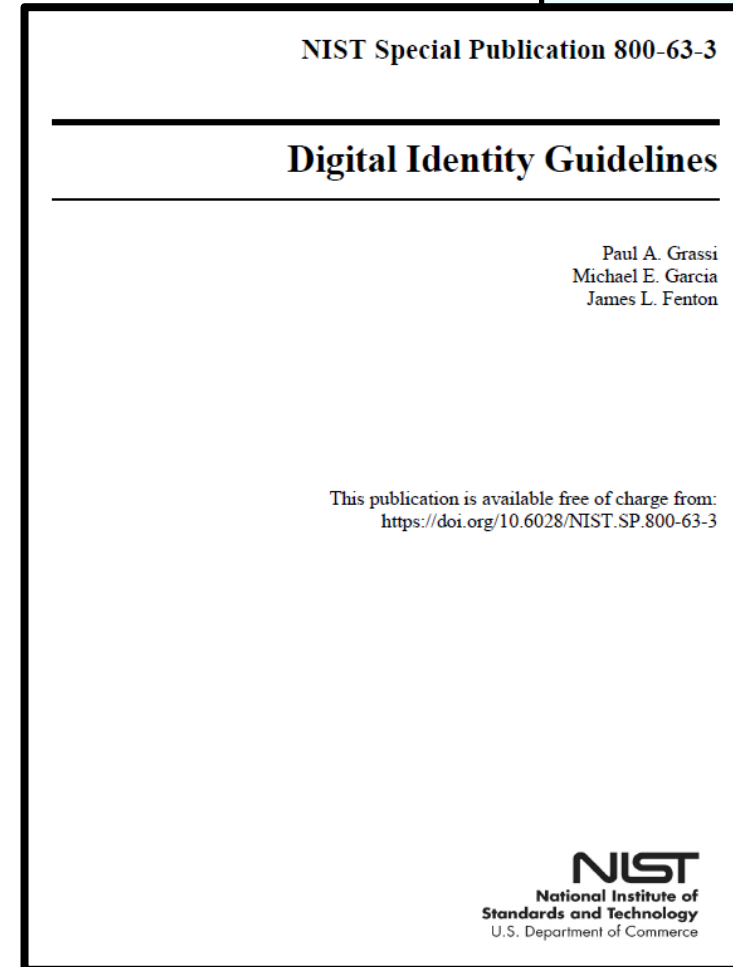 NIST Special Publication 800-63-3
Digital Identity Guidelines
Paul A. Grassi
Michael E. Garcia
James L. Fenton
This publication is available free of charge from:
https://doi.org/10.6028/NIST.SP.800-63-3
NIST
National Institute of
Standards and Technology
U.S. Department of Commerce